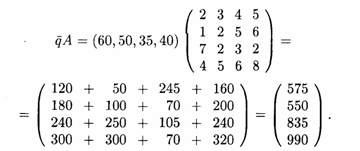 q̄A = (60, 50, 35, 40) ( 2 3 4 5
1 2 5 6
7 2 3 2
4 5 6 8 ) =
= ( 120 + 50 + 245 + 160
180 + 100 + 70 + 200
240 + 250 + 105 + 240
300 + 300 + 70 + 320 ) = ( 575
550
835
990 ) .